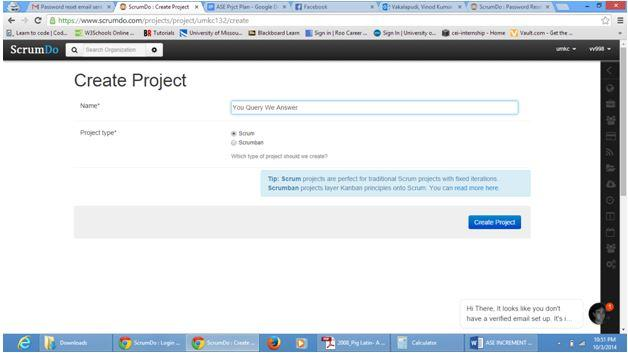 Password reset email sent
ScrumDo : Create Project
ASE Prjct Plan - Google D
Facebook
Vakalapudi, Vinod Kumar
ScrumDo : Password Rese
https://www.scrumdo.com/projects/project/umkc132/create
Learn to code | Cod...
W3Schools Online ...
Tutorials
University of Missou...
Blackboard Learn
Sign In | Roo Career ...
Sign In | University o...
cei-internship - Home
Vault.com - Get the ...
ScrumDo
Search Organization
umkc
vv998
Create Project
Name*
You Query We Answer
Project type*
Scrum
Scrumban
Which type of project should we create?
Tip: Scrum projects are perfect for traditional Scrum projects with fixed iterations.
Scrumban projects layer Kanban principles onto Scrum. You can read more here.
Create Project
Hi There, It looks like you don't
have a verified email set up. It's i...
1
Downloads
ScrumDo : Login ...
ScrumDo : Create ...
2008_Pig Latin- A ...
Calculator
ASE INCREMENT ...
10:51 PM
10/3/2014